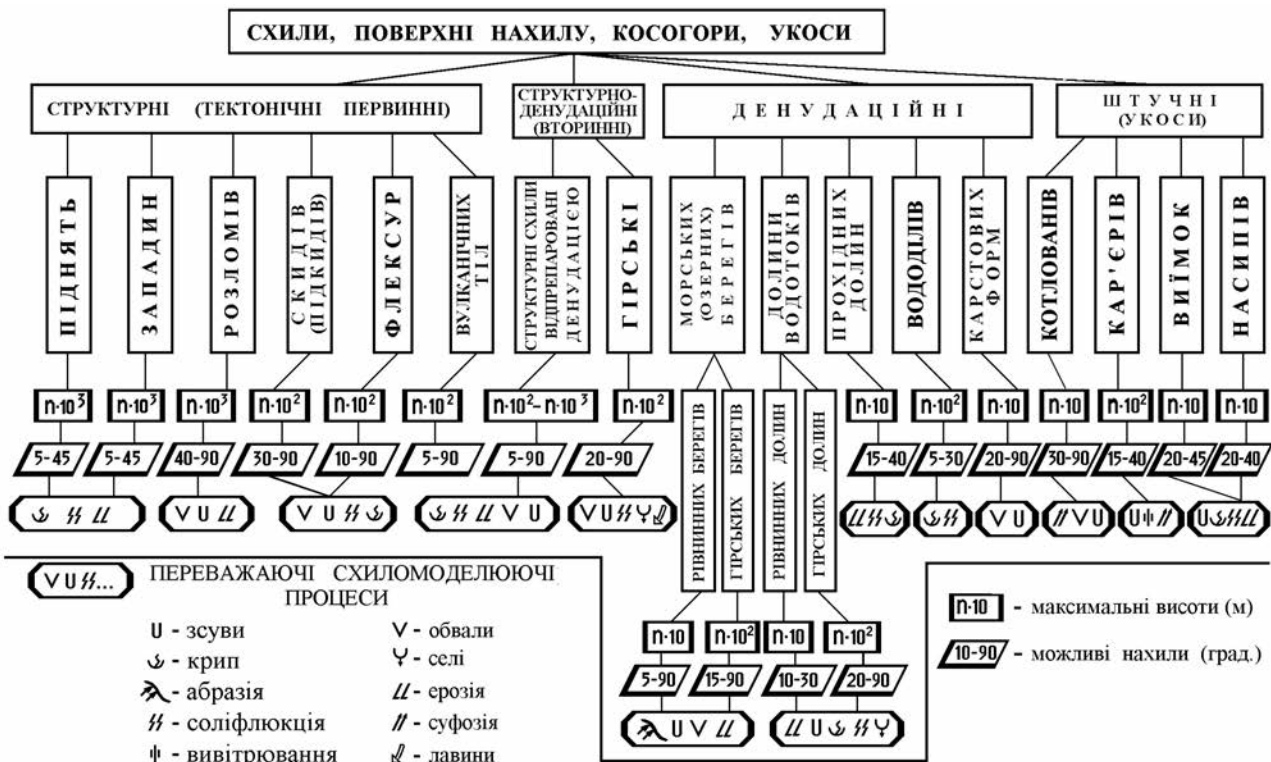 СХИЛИ, ПОВЕРХНІ НАХИЛУ, КОСОГОРИ, УКОСИ
СТРУКТУРНІ (ТЕКТОНІЧНІ ПЕРВИННІ)
СТРУКТУРНО-
ДЕНУДАЦІЙНІ
(ВТОРИННІ)
ДЕНУДАЦІЙНІ
ШТУЧНІ
(УКОСИ)
ПІДНЯТЬ
ЗАПАДИН
РОЗЛОМІВ
СКИДІВ
(ПІДКИДІВ)
ФЛЕКСУР
ВУЛКАНІЧНИХ
ТІЛ
СТРУКТУРНІ СХИЛИ
ВІДПРЕПАРОВАНІ
ДЕНУДАЦІЄЮ
ГІРСЬКІ
МОРСЬКИХ
(ОЗЕРНИХ)
БЕРЕГІВ
ДОЛИНИ
ВОДОТОКІВ
ПРОХІДНИХ
ДОЛИН
ВОДОДІЛІВ
КАРСТОВИХ
ФОРМ
КОТЛОВАНІВ
КАР'ЄРІВ
ВИЇМОК
НАСИПІВ
n·10³ n·10³ n·10³ n·10² n·10² n·10² n·10²–n·10³ n·10² n·10 n·10² n·10 n·10 n·10² n·10 n·10
5-45 5-45 40-90 30-90 10-90 5-90 5-90 20-90 15-40 5-30 20-90 30-90 15-40 20-45 20-40
РІВНИННИХ БЕРЕГІВ
ГІРСЬКИХ БЕРЕГІВ
РІВНИННИХ ДОЛИН
ГІРСЬКИХ ДОЛИН
n·10 n·10² n·10 n·10²
5-90 15-90 10-30 20-90
ПЕРЕВАЖАЮЧІ СХИЛОМОДЕЛЮЮЧІ
ПРОЦЕСИ
- зсуви
- крип
- абразія
- соліфлюкція
- вивітрювання
- обвали
- селі
- ерозія
- суфозія
- лавини
n·10 - максимальні висоти (м)
10-90 - можливі нахили (град.)